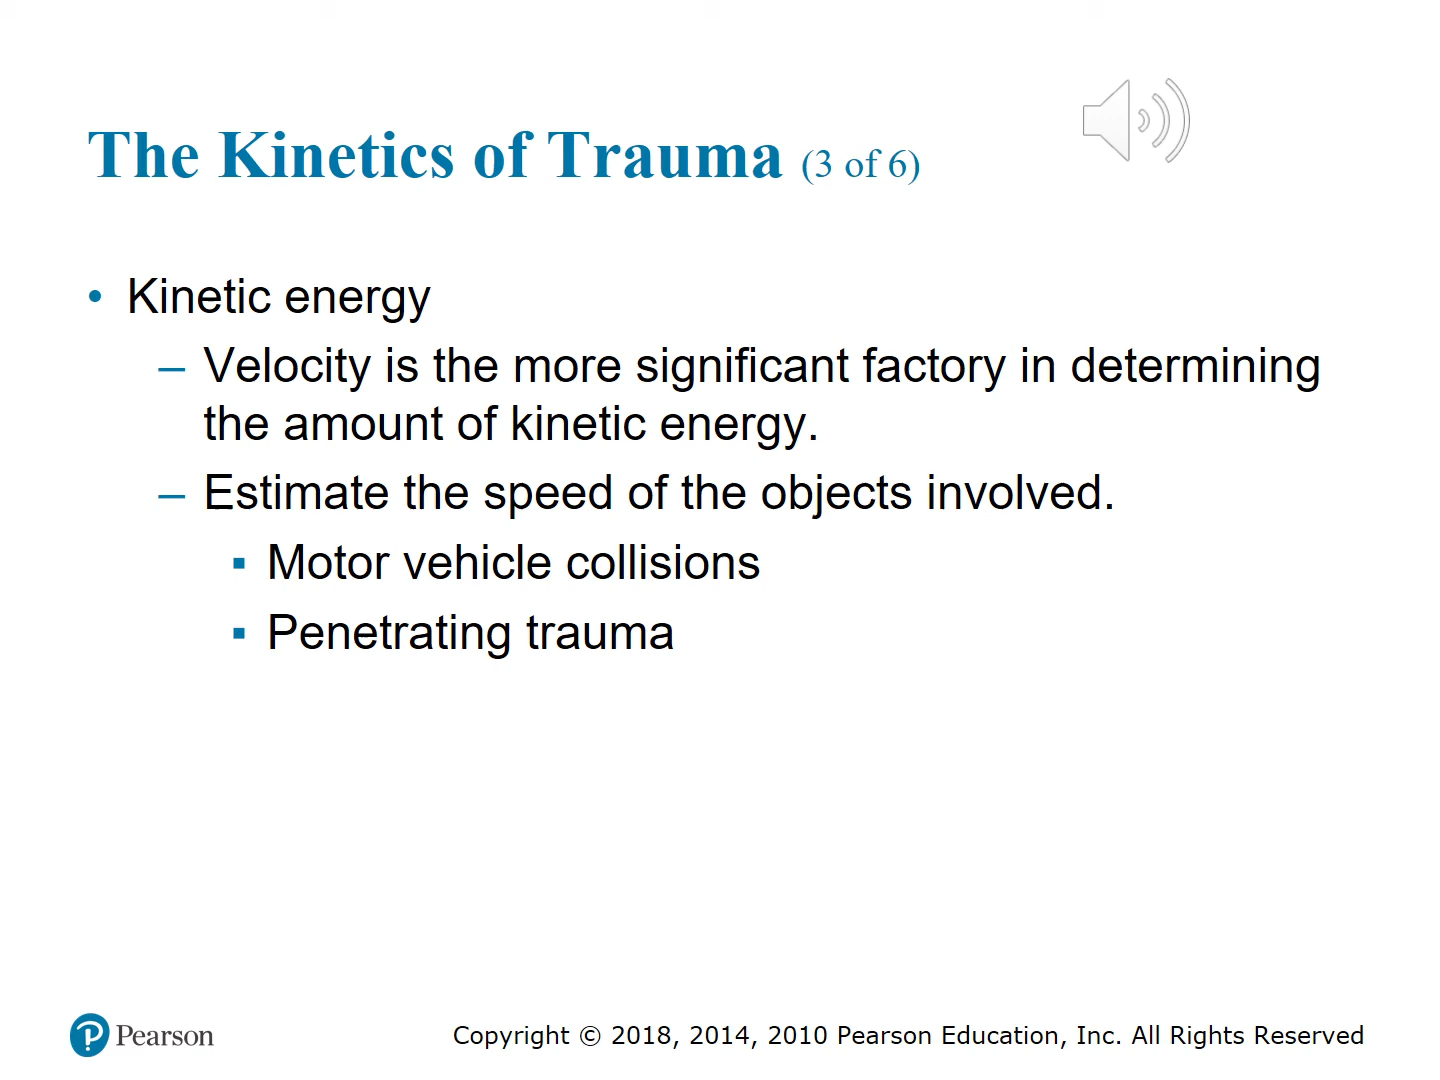 The Kinetics of Trauma (3 of 6)
• Kinetic energy
– Velocity is the more significant factory in determining
the amount of kinetic energy.
– Estimate the speed of the objects involved.
▪ Motor vehicle collisions
▪ Penetrating trauma
Pearson
Copyright © 2018, 2014, 2010 Pearson Education, Inc. All Rights Reserved